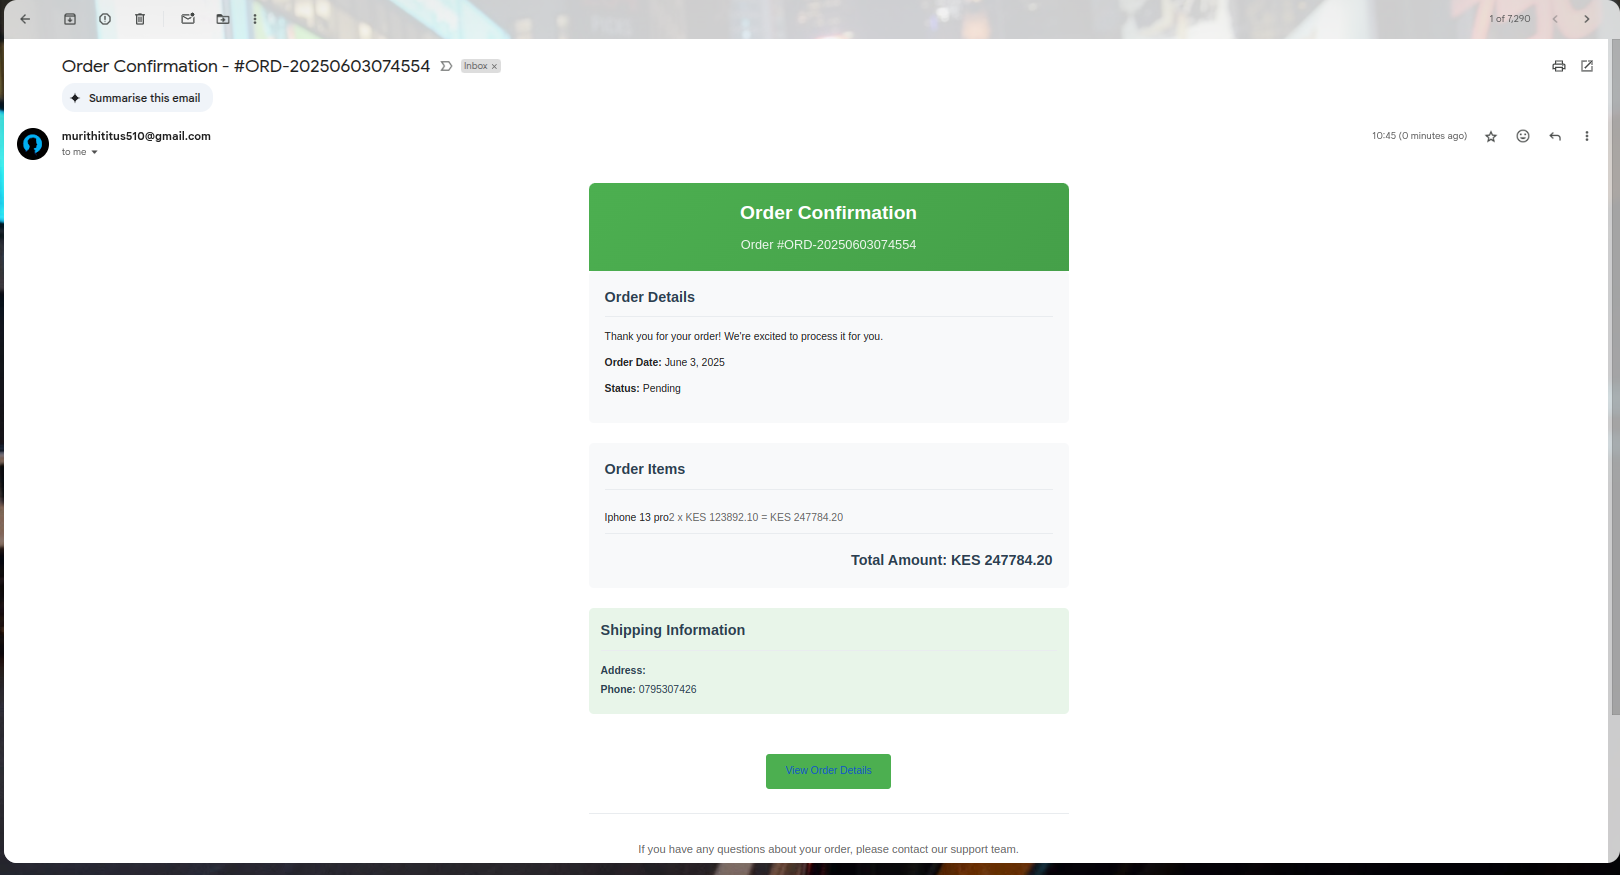 1 of 7,290
Order Confirmation - #ORD-20250603074554
Inbox ×
Summarise this email
murithititus510@gmail.com
10:45 (0 minutes ago)
to me
Order Confirmation
Order #ORD-20250603074554
Order Details
Thank you for your order! We're excited to process it for you.
Order Date: June 3, 2025
Status: Pending
Order Items
Iphone 13 pro2 x KES 123892.10 = KES 247784.20
Total Amount: KES 247784.20
Shipping Information
Address:
Phone: 0795307426
View Order Details
If you have any questions about your order, please contact our support team.